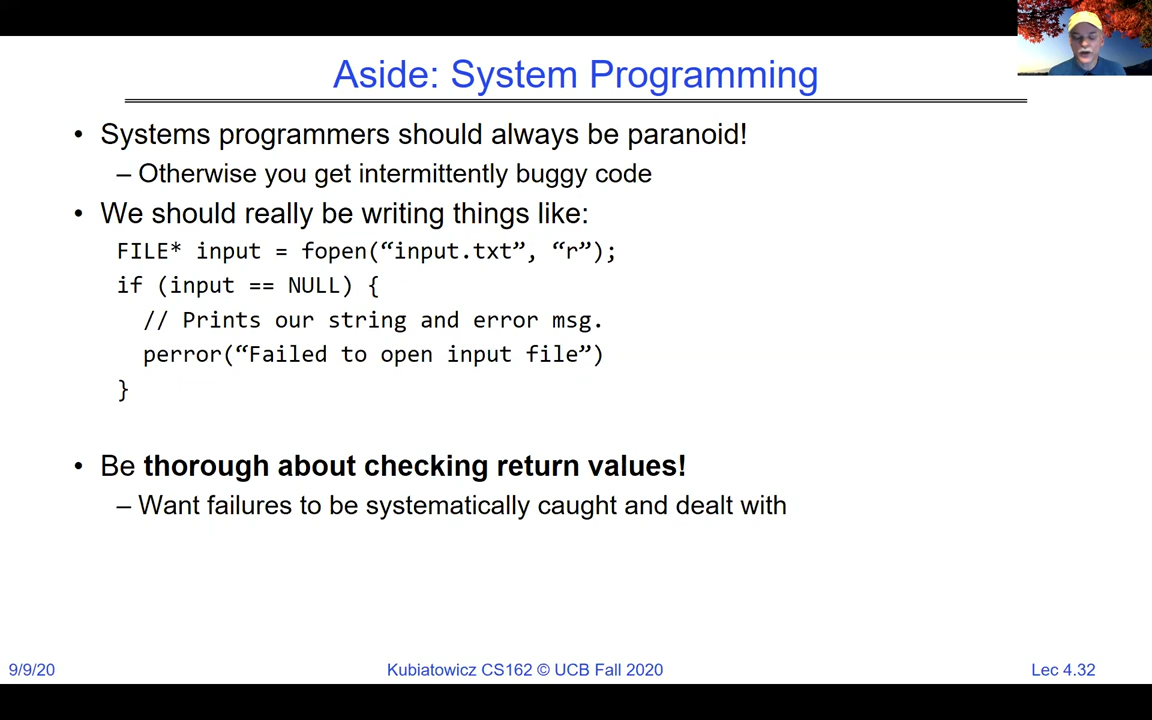 Aside: System Programming
• Systems programmers should always be paranoid!
– Otherwise you get intermittently buggy code
• We should really be writing things like:
FILE* input = fopen(“input.txt”, “r”);
if (input == NULL) {
// Prints our string and error msg.
perror(“Failed to open input file”)
}
• Be thorough about checking return values!
– Want failures to be systematically caught and dealt with
9/9/20
Kubiatowicz CS162 © UCB Fall 2020
Lec 4.32